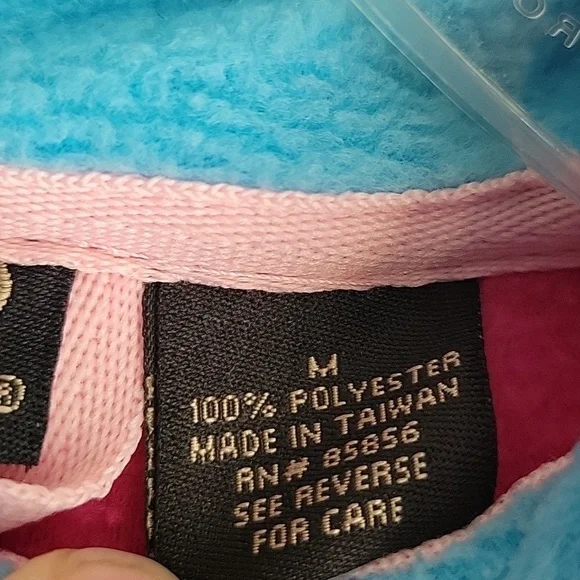 M
100% POLYESTER
MADE IN TAIWAN
RN# 85856
SEE REVERSE
FOR CARE
®